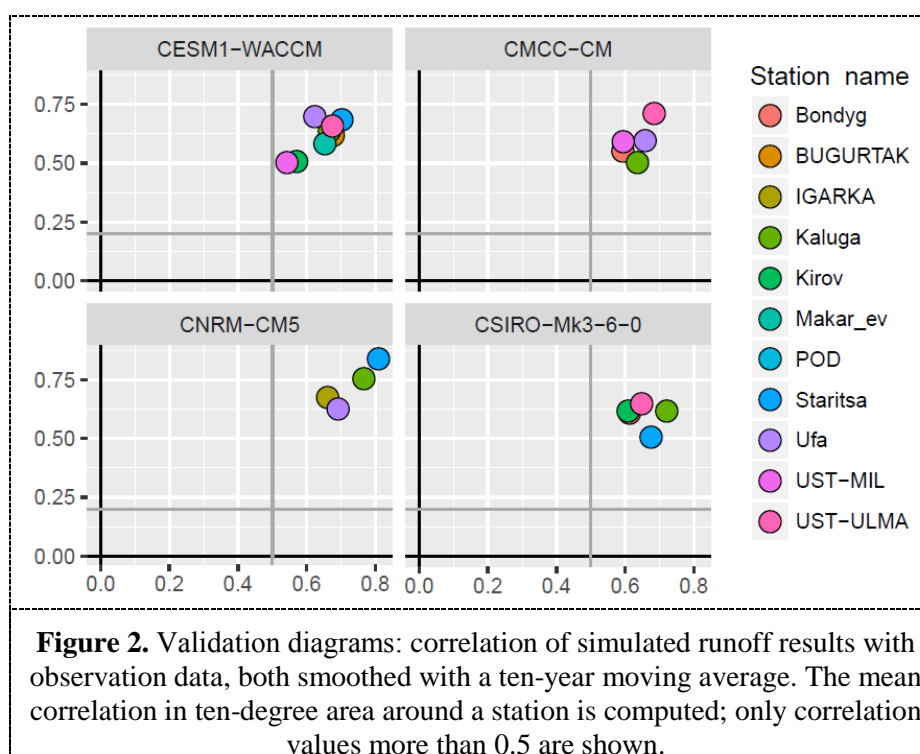 CESM1−WACCM
CMCC−CM
0.75
0.50
0.25
0.00
CNRM−CM5
CSIRO−Mk3−6−0
0.75
0.50
0.25
0.00
0.0 0.2 0.4 0.6 0.8
0.0 0.2 0.4 0.6 0.8
Station name
Bondyg
BUGURTAK
IGARKA
Kaluga
Kirov
Makar_ev
POD
Staritsa
Ufa
UST−MIL
UST−ULMA
Figure 2. Validation diagrams: correlation of simulated runoff results with
observation data, both smoothed with a ten-year moving average. The mean
correlation in ten-degree area around a station is computed; only correlation
values more than 0.5 are shown.